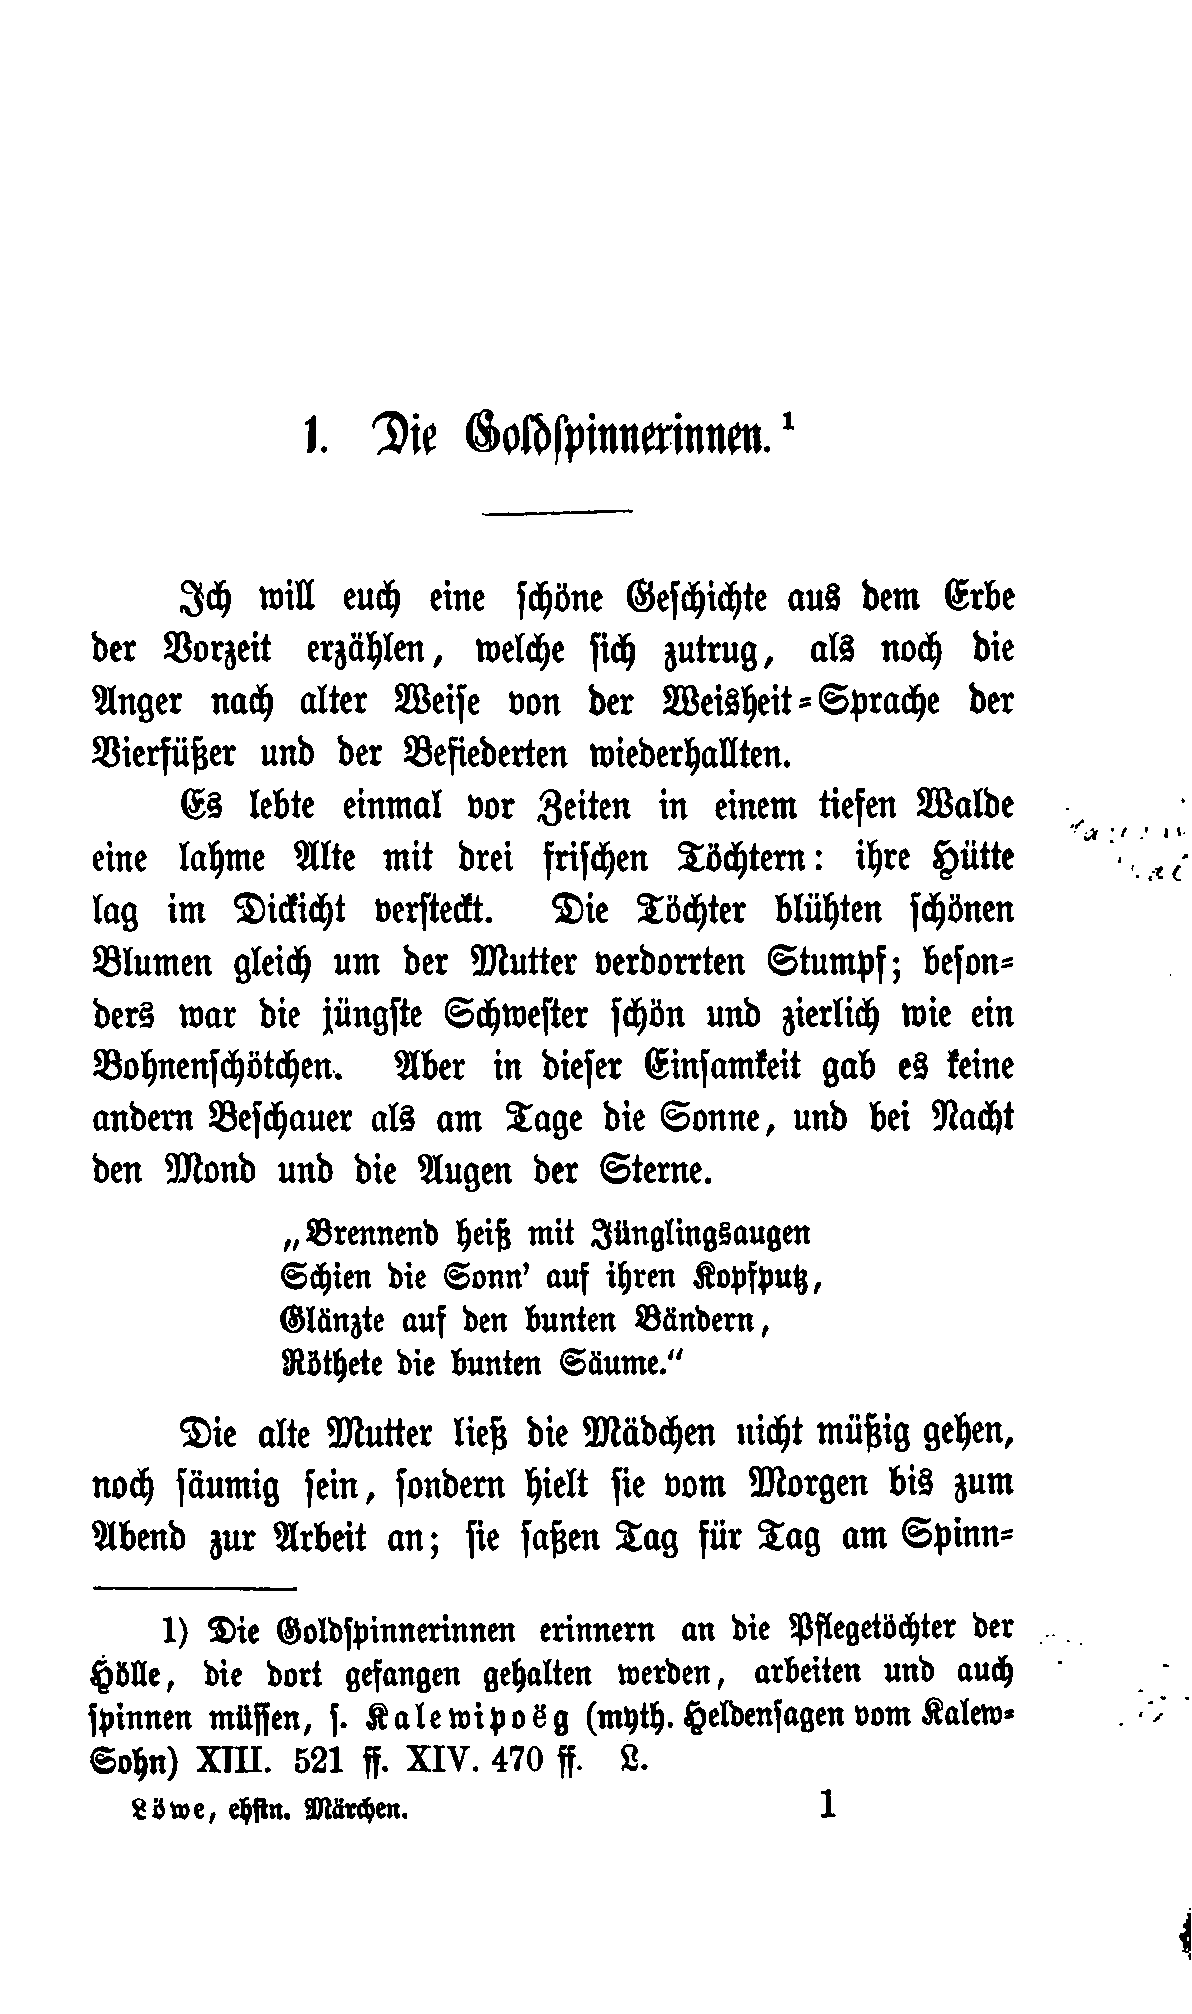 1. Die Goldspinnerinnen.¹
Ich will euch eine schöne Geschichte aus dem Erbe
der Vorzeit erzählen, welche sich zutrug, als noch die
Anger nach alter Weise von der Weisheit-Sprache der
Vierfüßer und der Befiederten wiederhallten.
Es lebte einmal vor Zeiten in einem tiefen Walde
eine lahme Alte mit drei frischen Töchtern: ihre Hütte
lag im Dickicht versteckt. Die Töchter blühten schönen
Blumen gleich um der Mutter verdorrten Stumpf; beson-
ders war die jüngste Schwester schön und zierlich wie ein
Bohnenschötchen. Aber in dieser Einsamkeit gab es keine
andern Beschauer als am Tage die Sonne, und bei Nacht
den Mond und die Augen der Sterne.
„Brennend heiß mit Jünglingsaugen
Schien die Sonn' auf ihren Kopfputz,
Glänzte auf den bunten Bändern,
Röthete die bunten Säume.“
Die alte Mutter ließ die Mädchen nicht müßig gehen,
noch säumig sein, sondern hielt sie vom Morgen bis zum
Abend zur Arbeit an; sie saßen Tag für Tag am Spinn-
1) Die Goldspinnerinnen erinnern an die Pflegetöchter der
Hölle, die dort gefangen gehalten werden, arbeiten und auch
spinnen müssen, s. Kalewipoëg (myth. Heldensagen vom Kalew-
Sohn) XIII. 521 ff. XIV. 470 ff. L.
Löwe, ehstn. Märchen. 1